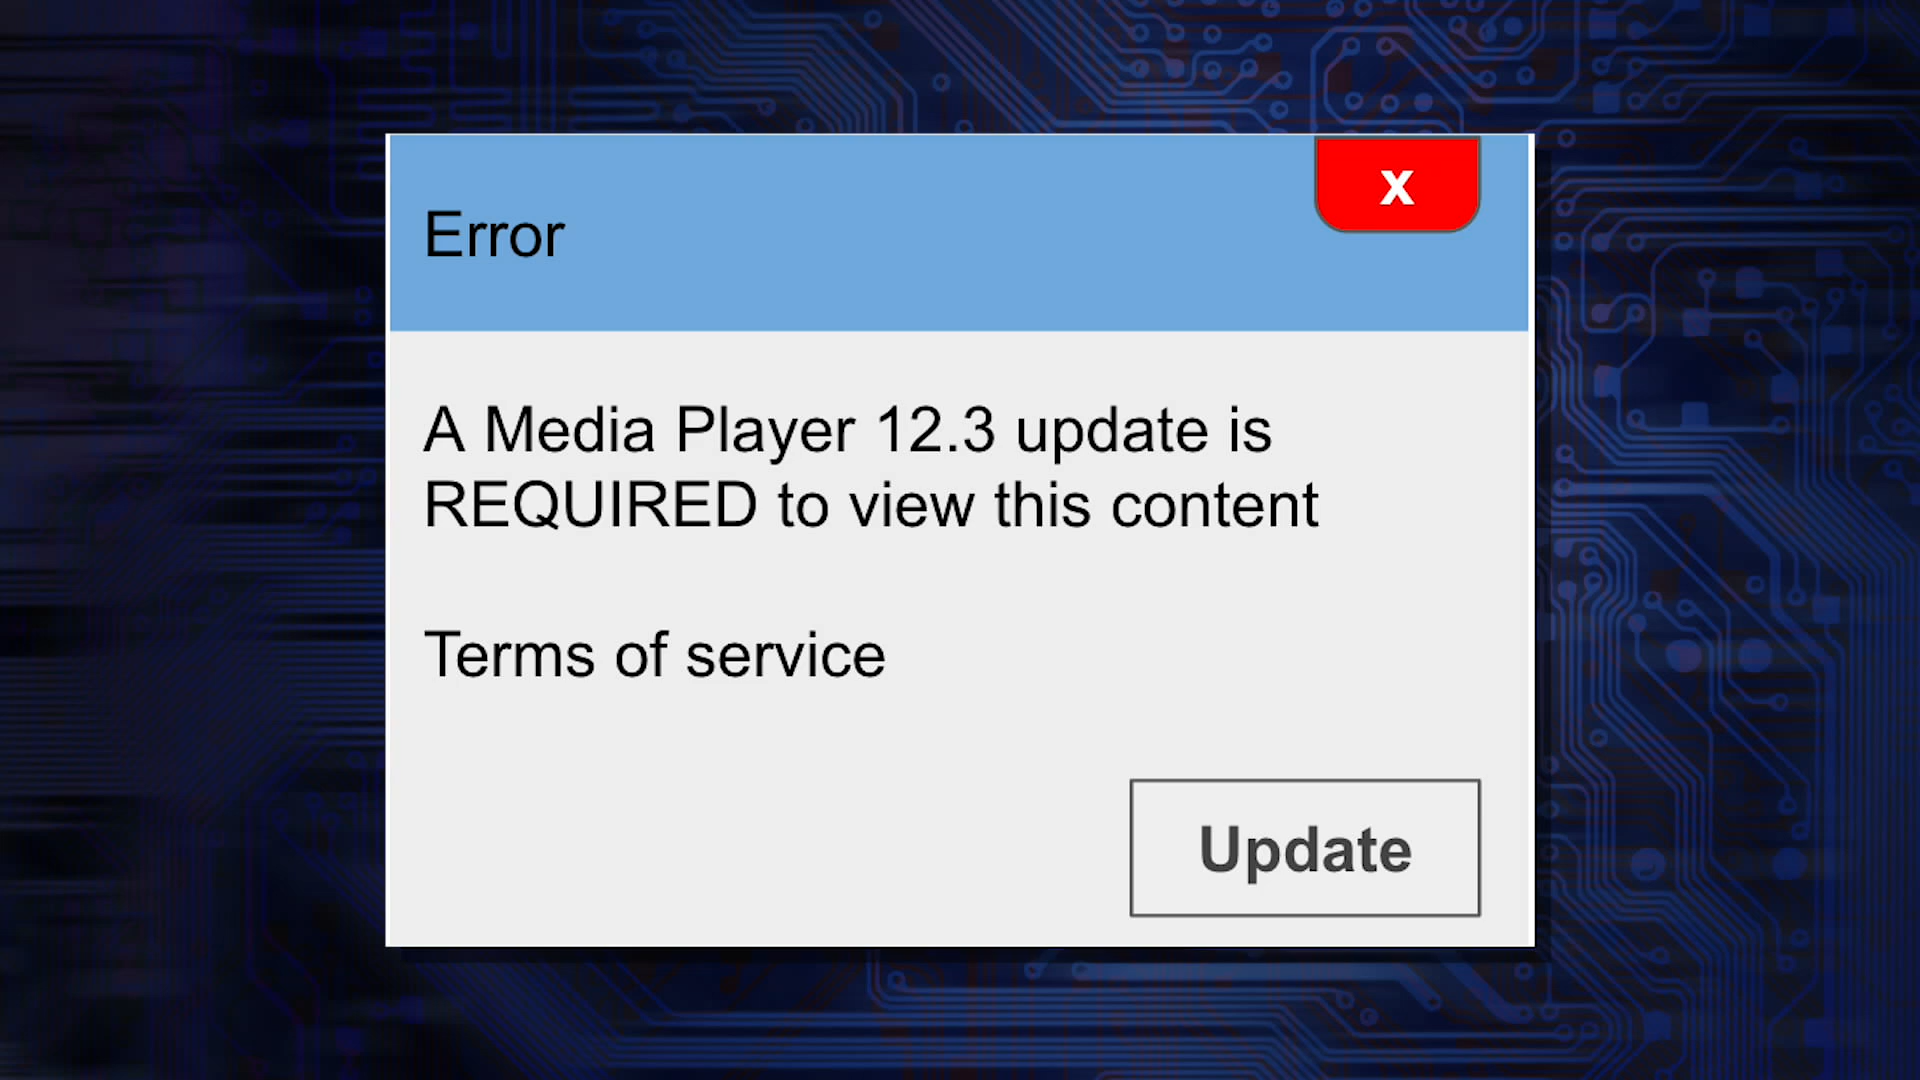 x
Error
A Media Player 12.3 update is
REQUIRED to view this content
Terms of service
Update